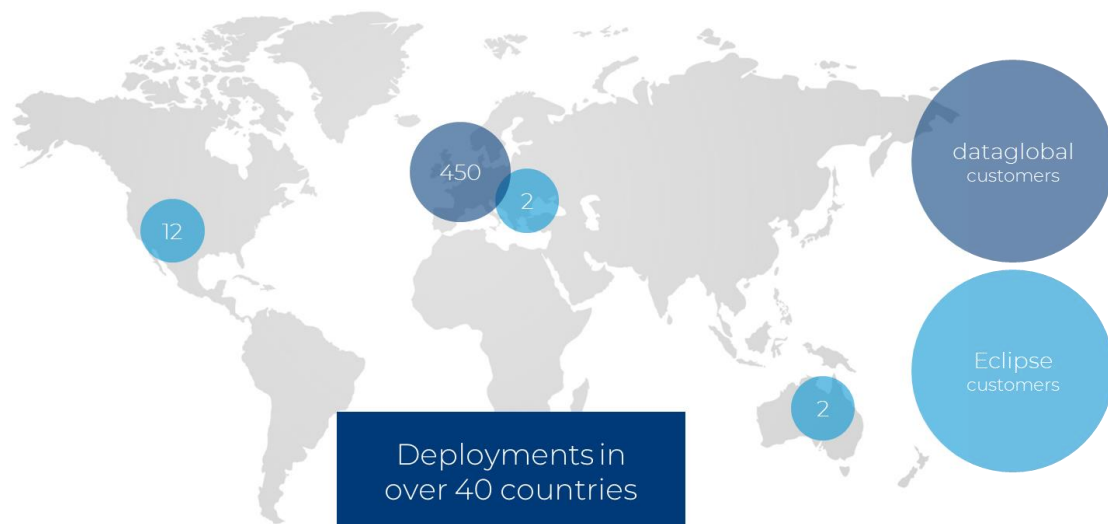 450
dataglobal
customers
2
12
Eclipse
customers
2
Deployments in
over 40 countries